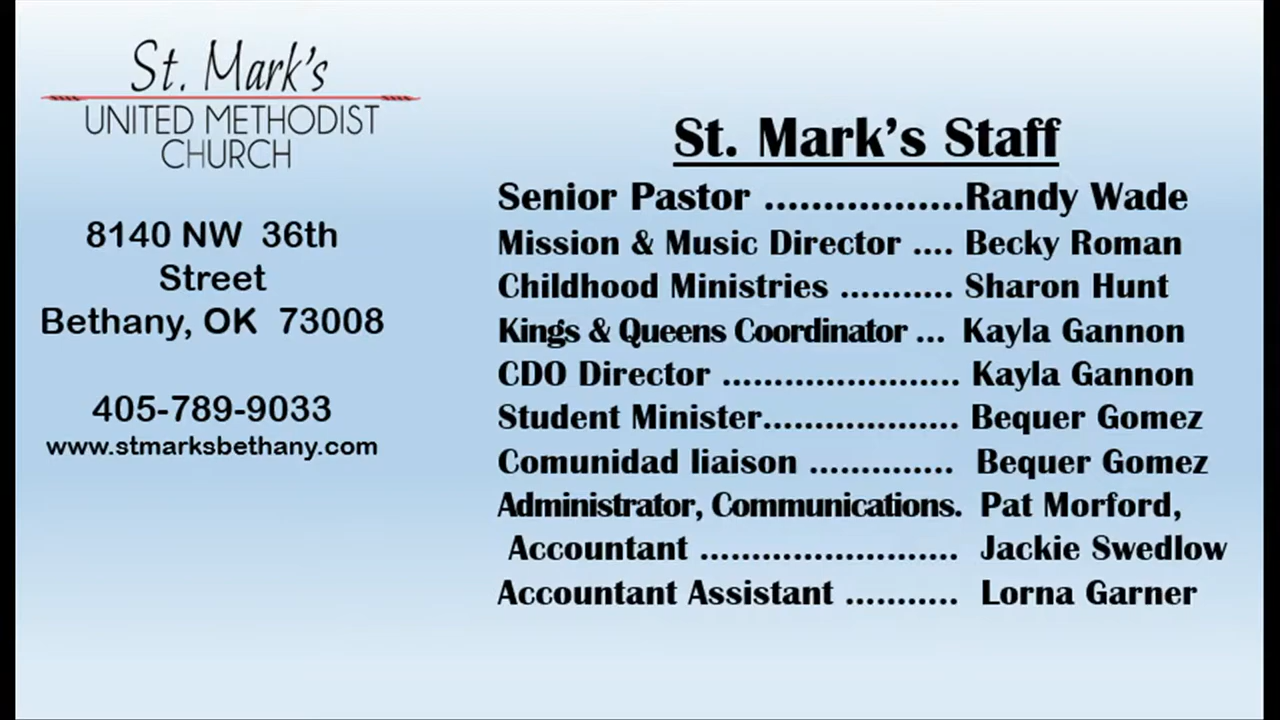 St. Mark's
UNITED METHODIST
CHURCH
8140 NW 36th
Street
Bethany, OK 73008
405-789-9033
www.stmarksbethany.com
St. Mark's Staff
Senior Pastor .................Randy Wade
Mission & Music Director .... Becky Roman
Childhood Ministries ........... Sharon Hunt
Kings & Queens Coordinator ... Kayla Gannon
CDO Director ....................... Kayla Gannon
Student Minister................... Bequer Gomez
Comunidad liaison .............. Bequer Gomez
Administrator, Communications. Pat Morford,
Accountant ......................... Jackie Swedlow
Accountant Assistant ........... Lorna Garner